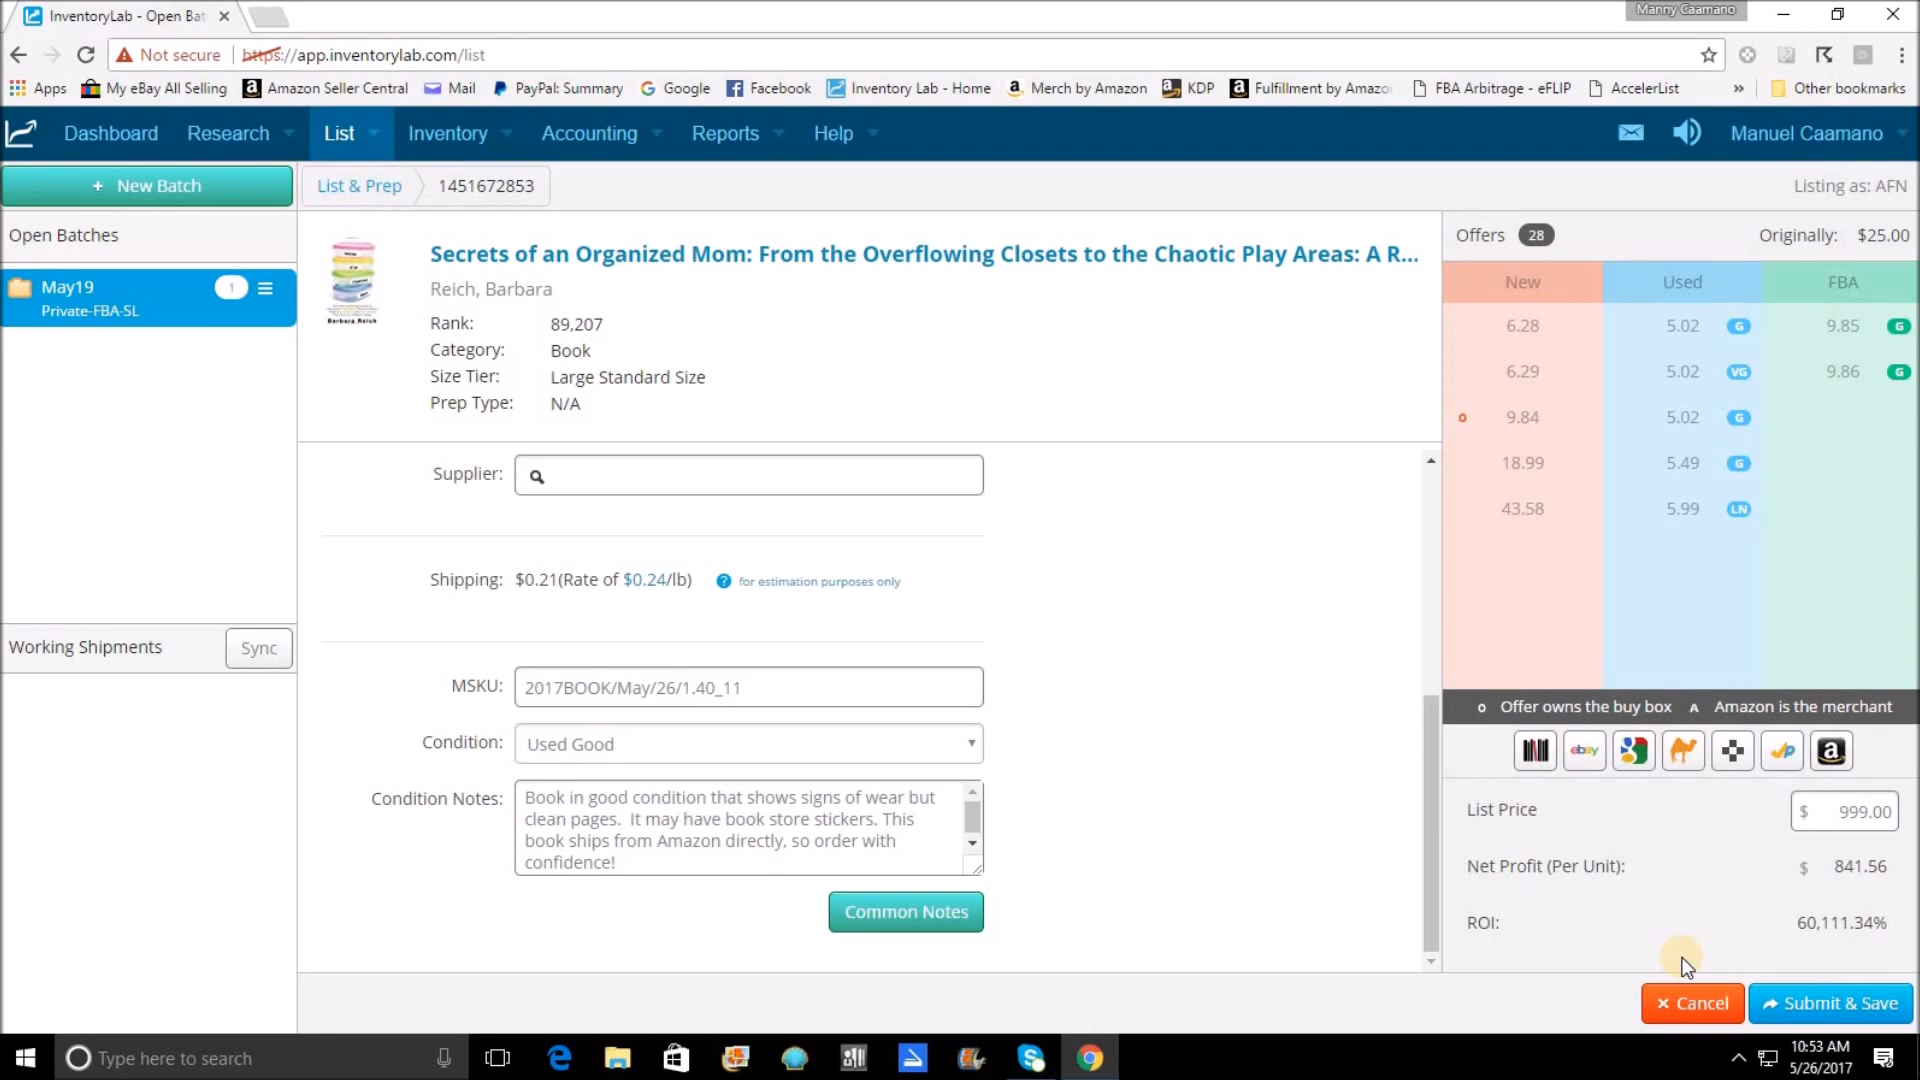 InventoryLab - Open Bat
Manny Caamano
Not secure
https://app.inventorylab.com/list
Apps
My eBay All Selling
Amazon Seller Central
Mail
PayPal: Summary
Google
Facebook
Inventory Lab - Home
Merch by Amazon
KDP
Fulfillment by Amazo
FBA Arbitrage - eFLIP
AccelerList
»
Other bookmarks
Dashboard
Research
List
Inventory
Accounting
Reports
Help
Manuel Caamano
+ New Batch
List & Prep
1451672853
Listing as: AFN
Open Batches
May19
1
Private-FBA-SL
Working Shipments
Sync
Secrets of an Organized Mom: From the Overflowing Closets to the Chaotic Play Areas: A R...
Reich, Barbara
Barbara Reich
Rank: 89,207
Category: Book
Size Tier: Large Standard Size
Prep Type: N/A
Supplier:
Shipping: $0.21(Rate of $0.24/lb) ? for estimation purposes only
MSKU: 2017BOOK/May/26/1.40_11
Condition: Used Good
Condition Notes: Book in good condition that shows signs of wear but
clean pages. It may have book store stickers. This
book ships from Amazon directly, so order with
confidence!
Common Notes
Offers 28 Originally: $25.00
New Used FBA
6.28 5.02 G 9.85 G
6.29 5.02 VG 9.86 G
o 9.84 5.02 G
18.99 5.49 G
43.58 5.99 LN
o Offer owns the buy box A Amazon is the merchant
ebay
a
List Price $ 999.00
Net Profit (Per Unit): $ 841.56
ROI: 60,111.34%
× Cancel
Submit & Save
Type here to search
10:53 AM
5/26/2017